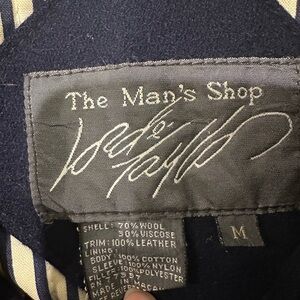 The Man's Shop
Lord & Taylor
SHELL: 70% WOOL
30% VISCOSE
TRIM: 100% LEATHER
LINING:
BODY: 100% COTTON
SLEEVE: 100% NYLON
FILLER: 100% POLYESTER
M